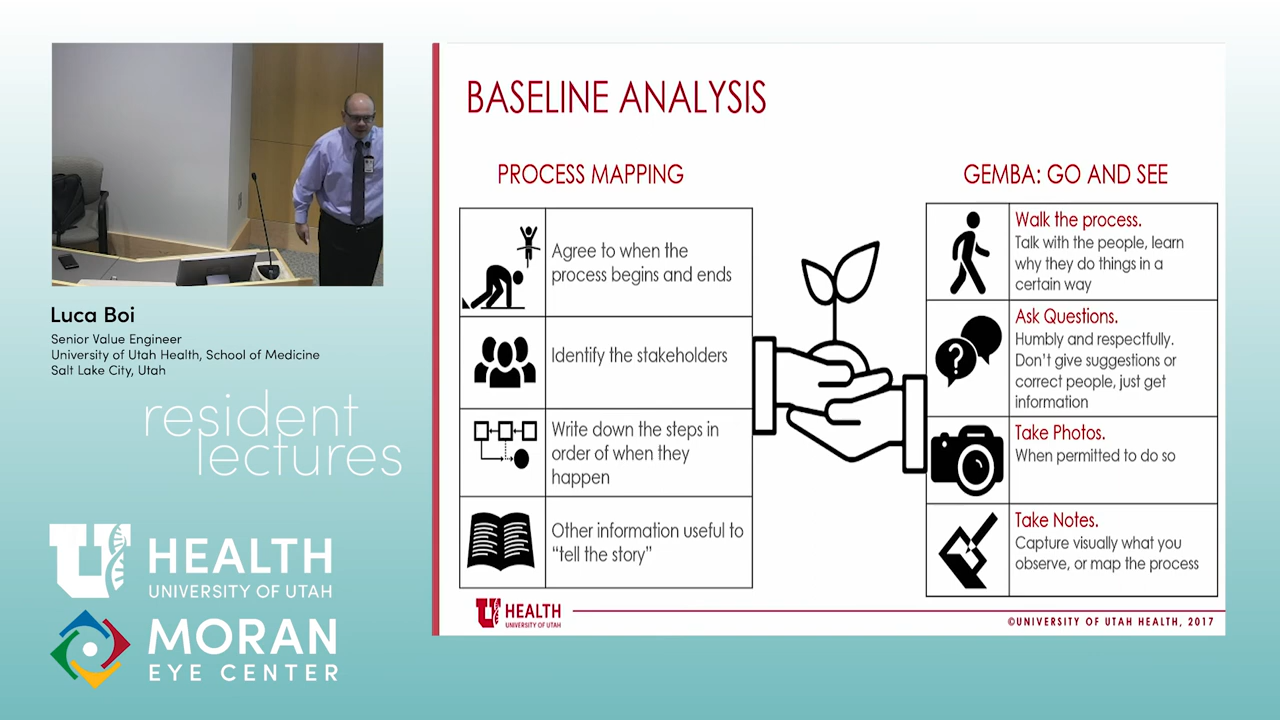 BASELINE ANALYSIS
PROCESS MAPPING
Agree to when the
process begins and ends
Identify the stakeholders
Write down the steps in
order of when they
happen
Other information useful to
“tell the story”
GEMBA: GO AND SEE
Walk the process.
Talk with the people, learn
why they do things in a
certain way
?
Ask Questions.
Humbly and respectfully.
Don't give suggestions or
correct people, just get
information
Take Photos.
When permitted to do so
Take Notes.
Capture visually what you
observe, or map the process
U HEALTH
UNIVERSITY OF UTAH
©UNIVERSITY OF UTAH HEALTH, 2017
Luca Boi
Senior Value Engineer
University of Utah Health, School of Medicine
Salt Lake City, Utah
resident
lectures
U HEALTH
UNIVERSITY OF UTAH
MORAN
EYE CENTER